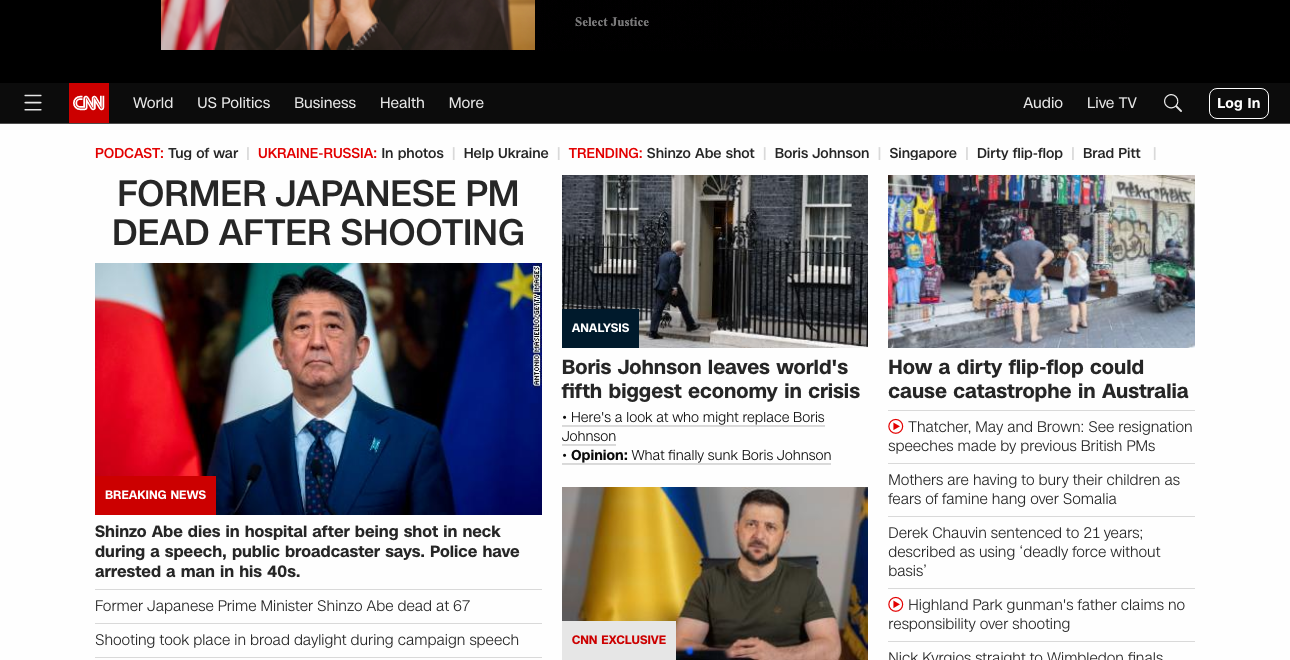 Select Justice
CNN
World
US Politics
Business
Health
More
Audio
Live TV
Log In
PODCAST: Tug of war | UKRAINE-RUSSIA: In photos | Help Ukraine | TRENDING: Shinzo Abe shot | Boris Johnson | Singapore | Dirty flip-flop | Brad Pitt |
FORMER JAPANESE PM
DEAD AFTER SHOOTING
ANTONIO MASIELLO/GETTY IMAGES
BREAKING NEWS
Shinzo Abe dies in hospital after being shot in neck
during a speech, public broadcaster says. Police have
arrested a man in his 40s.
Former Japanese Prime Minister Shinzo Abe dead at 67
Shooting took place in broad daylight during campaign speech
ANALYSIS
Boris Johnson leaves world's
fifth biggest economy in crisis
• Here's a look at who might replace Boris
Johnson
• Opinion: What finally sunk Boris Johnson
CNN EXCLUSIVE
How a dirty flip-flop could
cause catastrophe in Australia
Thatcher, May and Brown: See resignation
speeches made by previous British PMs
Mothers are having to bury their children as
fears of famine hang over Somalia
Derek Chauvin sentenced to 21 years;
described as using ‘deadly force without
basis’
Highland Park gunman's father claims no
responsibility over shooting
Nick Kyrgios straight to Wimbledon finals